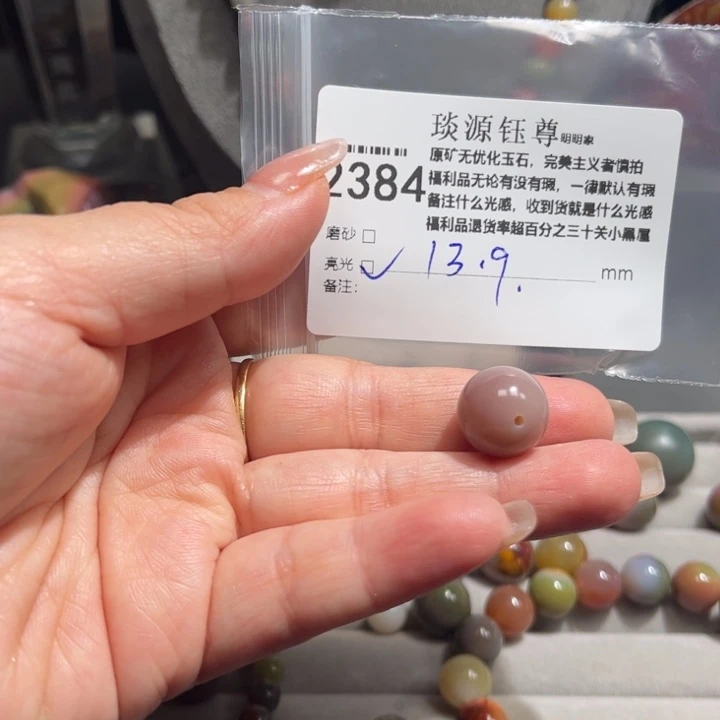 琰源钰尊明明家
原矿无优化玉石，完美主义者慎拍
2384
福利品无论有没有瑕，一律默认有瑕
备注什么光感，收到货就是什么光感
福利品退货率超百分之三十关小黑屋
磨砂 □
亮光 □✓ 13.9. mm
备注：